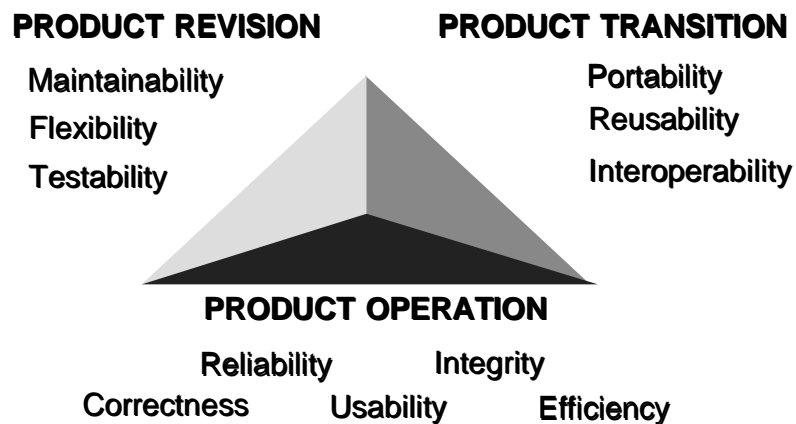 PRODUCT REVISION PRODUCT TRANSITION
Maintainability Portability
Flexibility Reusability
Testability Interoperability
PRODUCT OPERATION
Reliability Integrity
Correctness Usability Efficiency